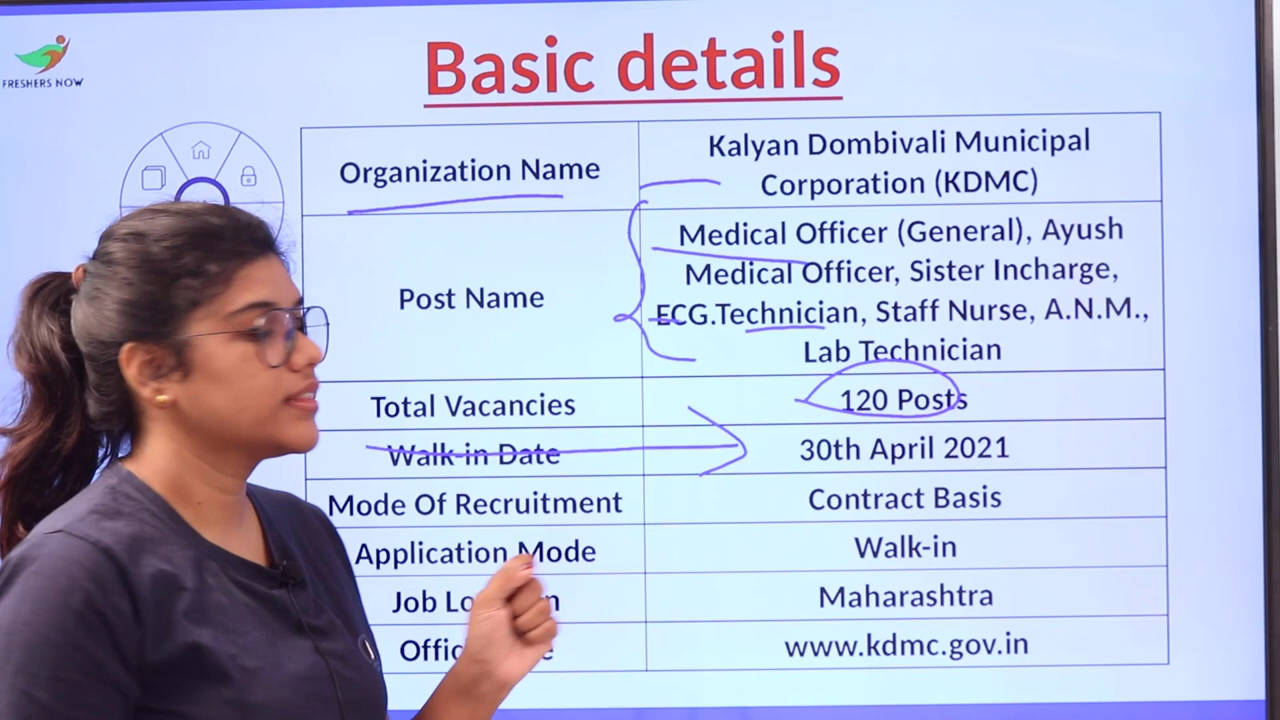 FRESHERS NOW
Basic details
Organization Name
Kalyan Dombivali Municipal
Corporation (KDMC)
Post Name
Medical Officer (General), Ayush
Medical Officer, Sister Incharge,
ECG.Technician, Staff Nurse, A.N.M.,
Lab Technician
Total Vacancies
120 Posts
Walk-in Date
30th April 2021
Mode Of Recruitment
Contract Basis
Application Mode
Walk-in
Job
Maharashtra
www.kdmc.gov.in